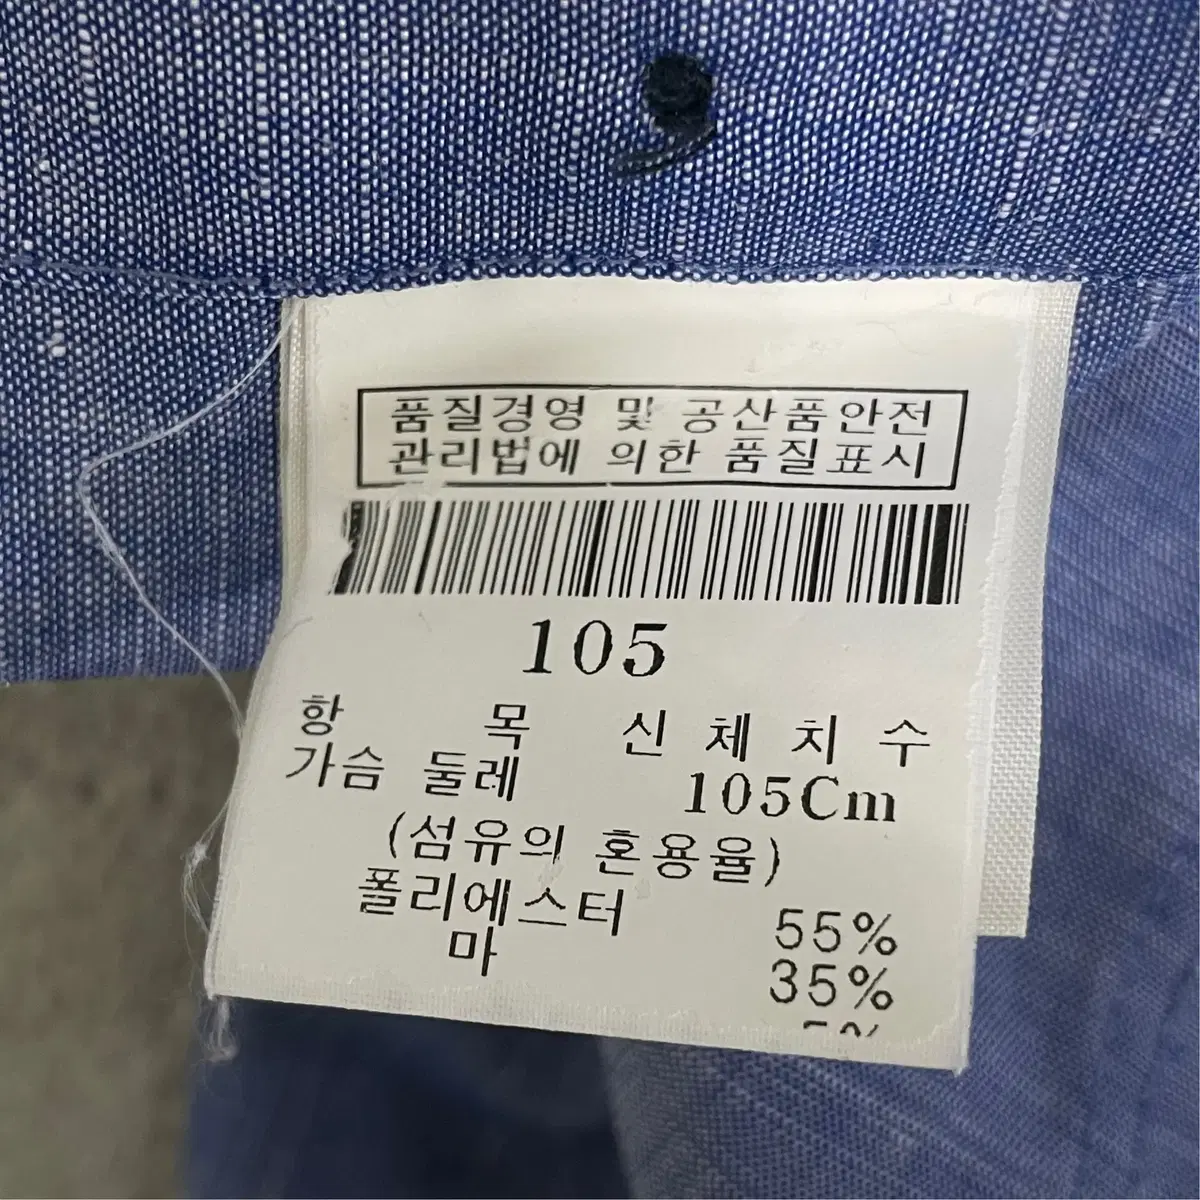 품질경영 및 공산품안전
관리법에 의한 품질표시
105
항 목 신체치수
가슴 둘레 105Cm
(섬유의 혼용율)
폴리에스터 55%
마 35%